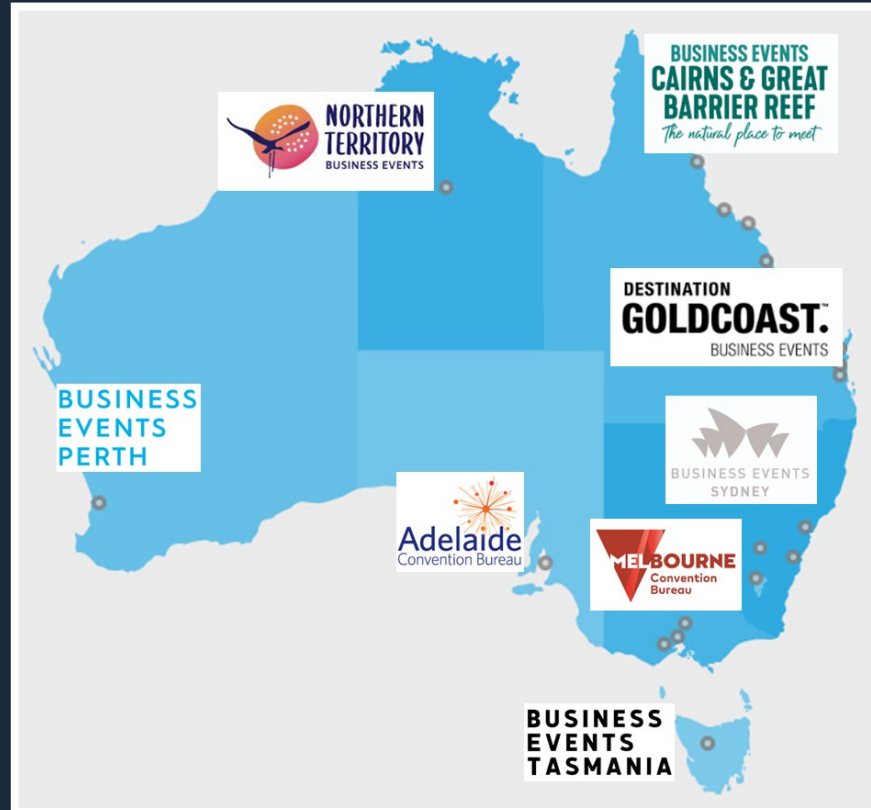 BUSINESS EVENTS
CAIRNS & GREAT
BARRIER REEF
The natural place to meet
NORTHERN
TERRITORY
BUSINESS EVENTS
DESTINATION
GOLDCOAST.™
BUSINESS EVENTS
BUSINESS
EVENTS
PERTH
BUSINESS EVENTS
SYDNEY
Adelaide
Convention Bureau
MELBOURNE
Convention
Bureau
BUSINESS
EVENTS
TASMANIA